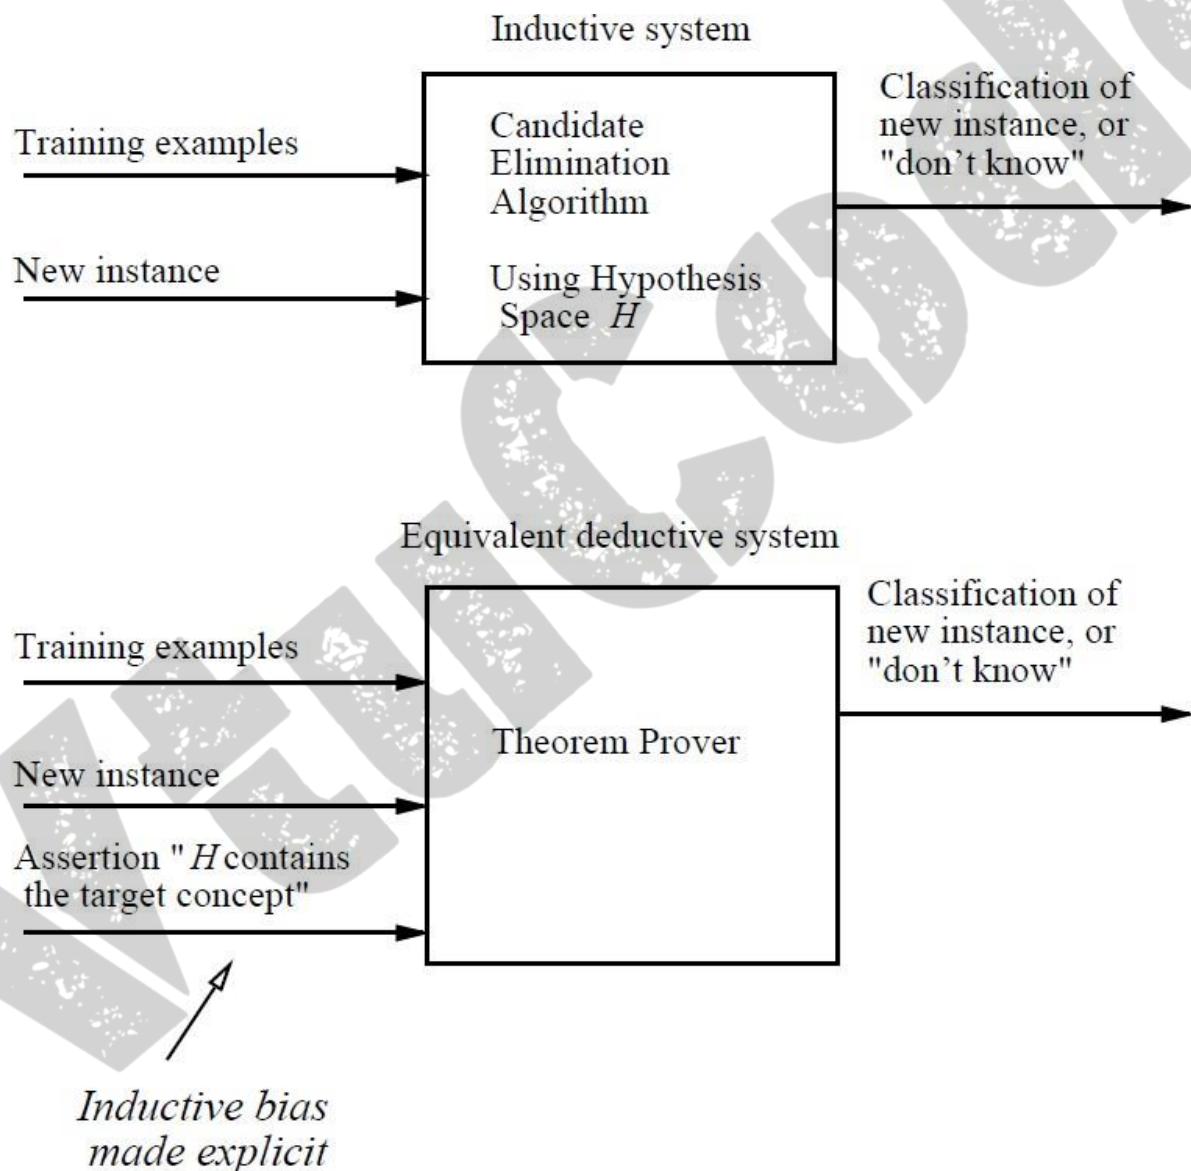 Inductive system
Training examples
New instance
Candidate
Elimination
Algorithm
Using Hypothesis
Space H
Classification of
new instance, or
"don't know"
Equivalent deductive system
Training examples
New instance
Assertion " H contains
the target concept"
Theorem Prover
Classification of
new instance, or
"don't know"
Inductive bias
made explicit